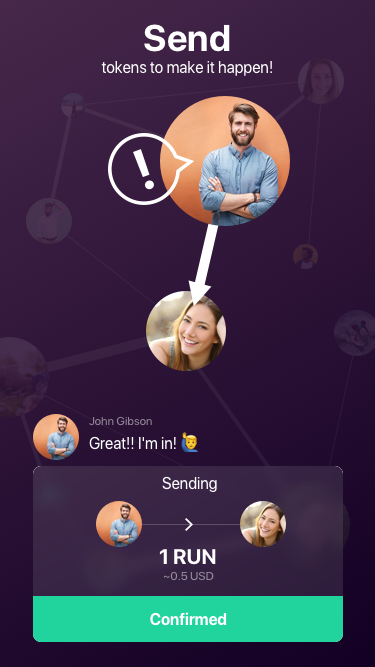 Send
tokens to make it happen!
!
John Gibson
Great!! I'm in! 🙋‍♂️
Sending
1 RUN
~0.5 USD
Confirmed